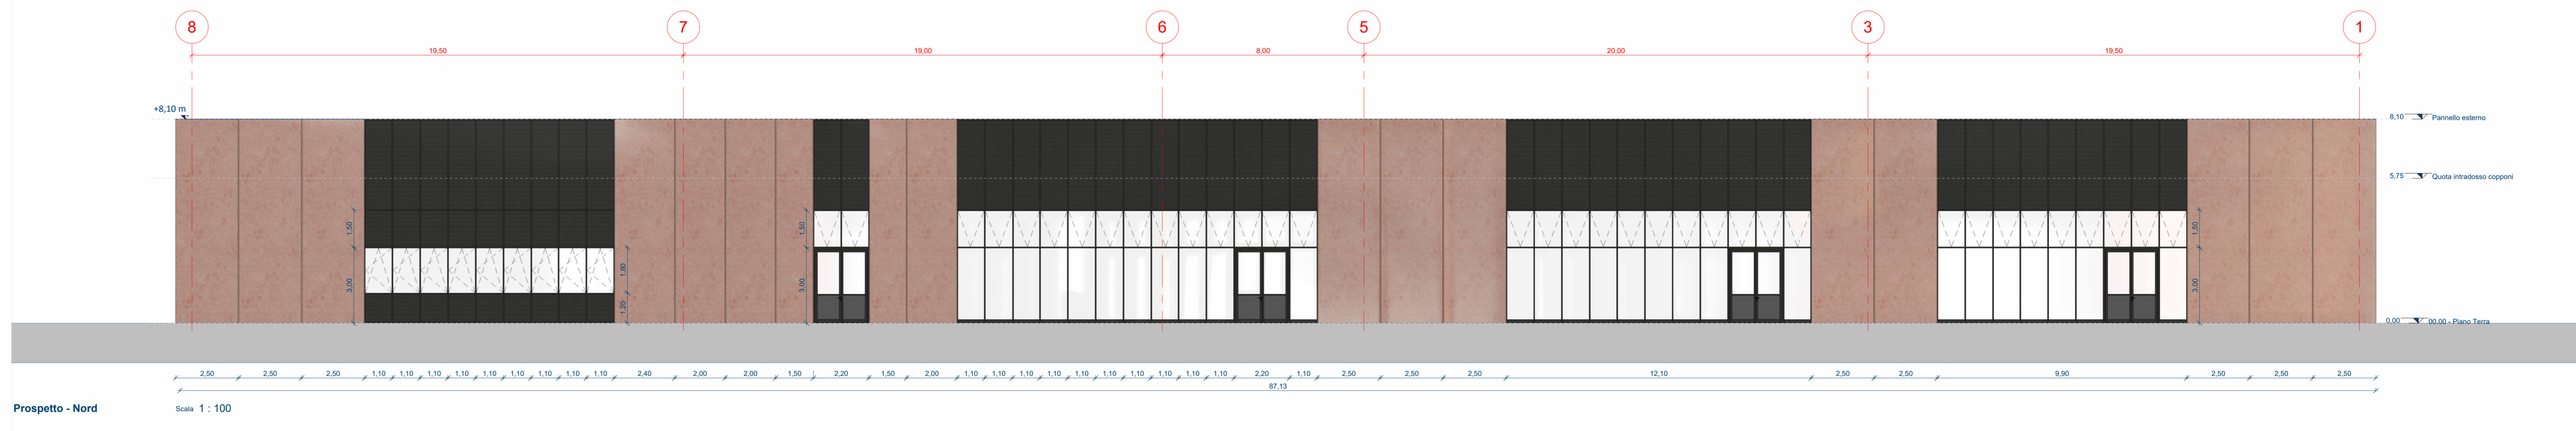 8 7 6 5 3 1
19,50 19,00 8,00 20,00 19,50
+8,10 m
8,10 Pannello esterno
5,75 Quota intradosso copponi
1,50 1,50 1,50
3,00 1,80 3,00 3,00
1,20
0,00 00.00 - Piano Terra
2,50 2,50 2,50 1,10 1,10 1,10 1,10 1,10 1,10 1,10 1,10 1,10 2,40 2,00 2,00 1,50 2,20 1,50 2,00 1,10 1,10 1,10 1,10 1,10 1,10 1,10 1,10 1,10 1,10 2,20 1,10 2,50 2,50 2,50 12,10 2,50 2,50 9,90 2,50 2,50 2,50
87,13
Prospetto - Nord Scala 1 : 100